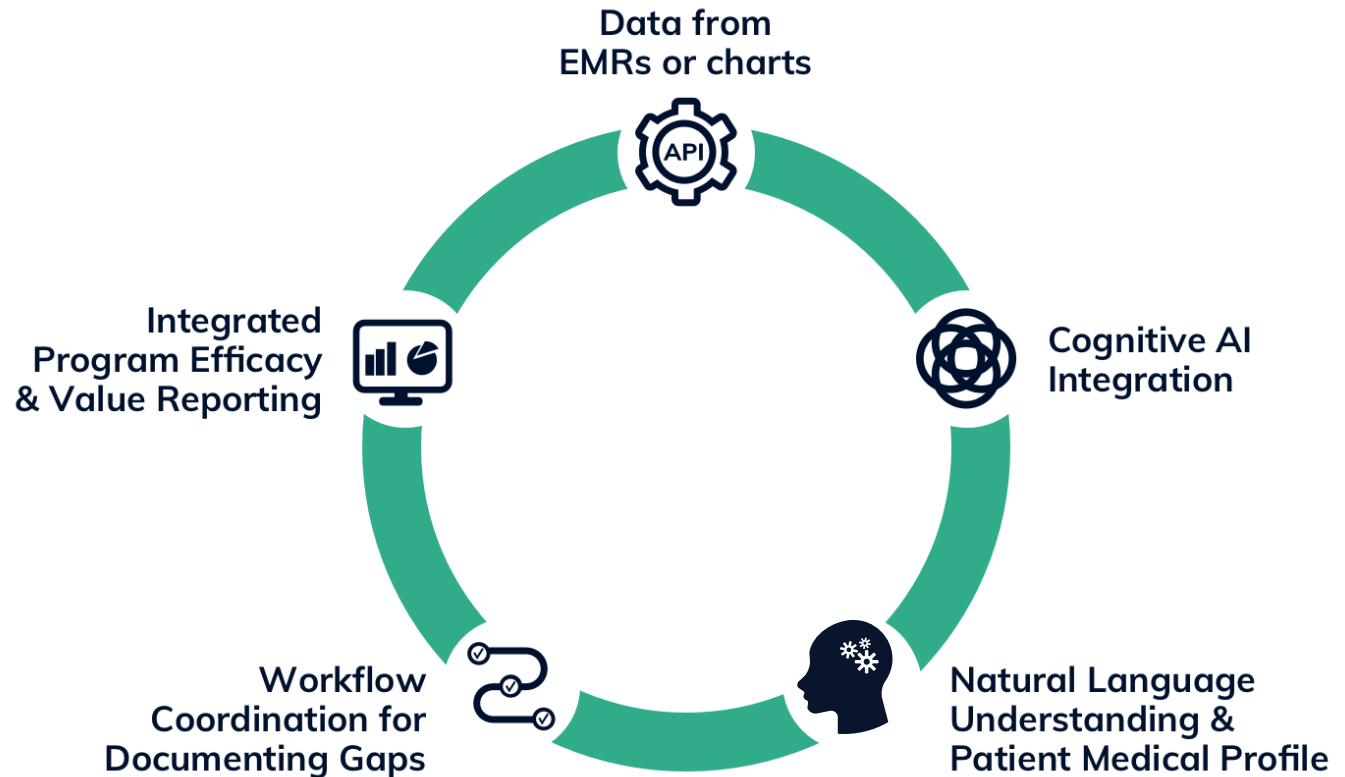 Data from
EMRs or charts
API
Cognitive AI
Integration
Natural Language
Understanding &
Patient Medical Profile
Workflow
Coordination for
Documenting Gaps
Integrated
Program Efficacy
& Value Reporting